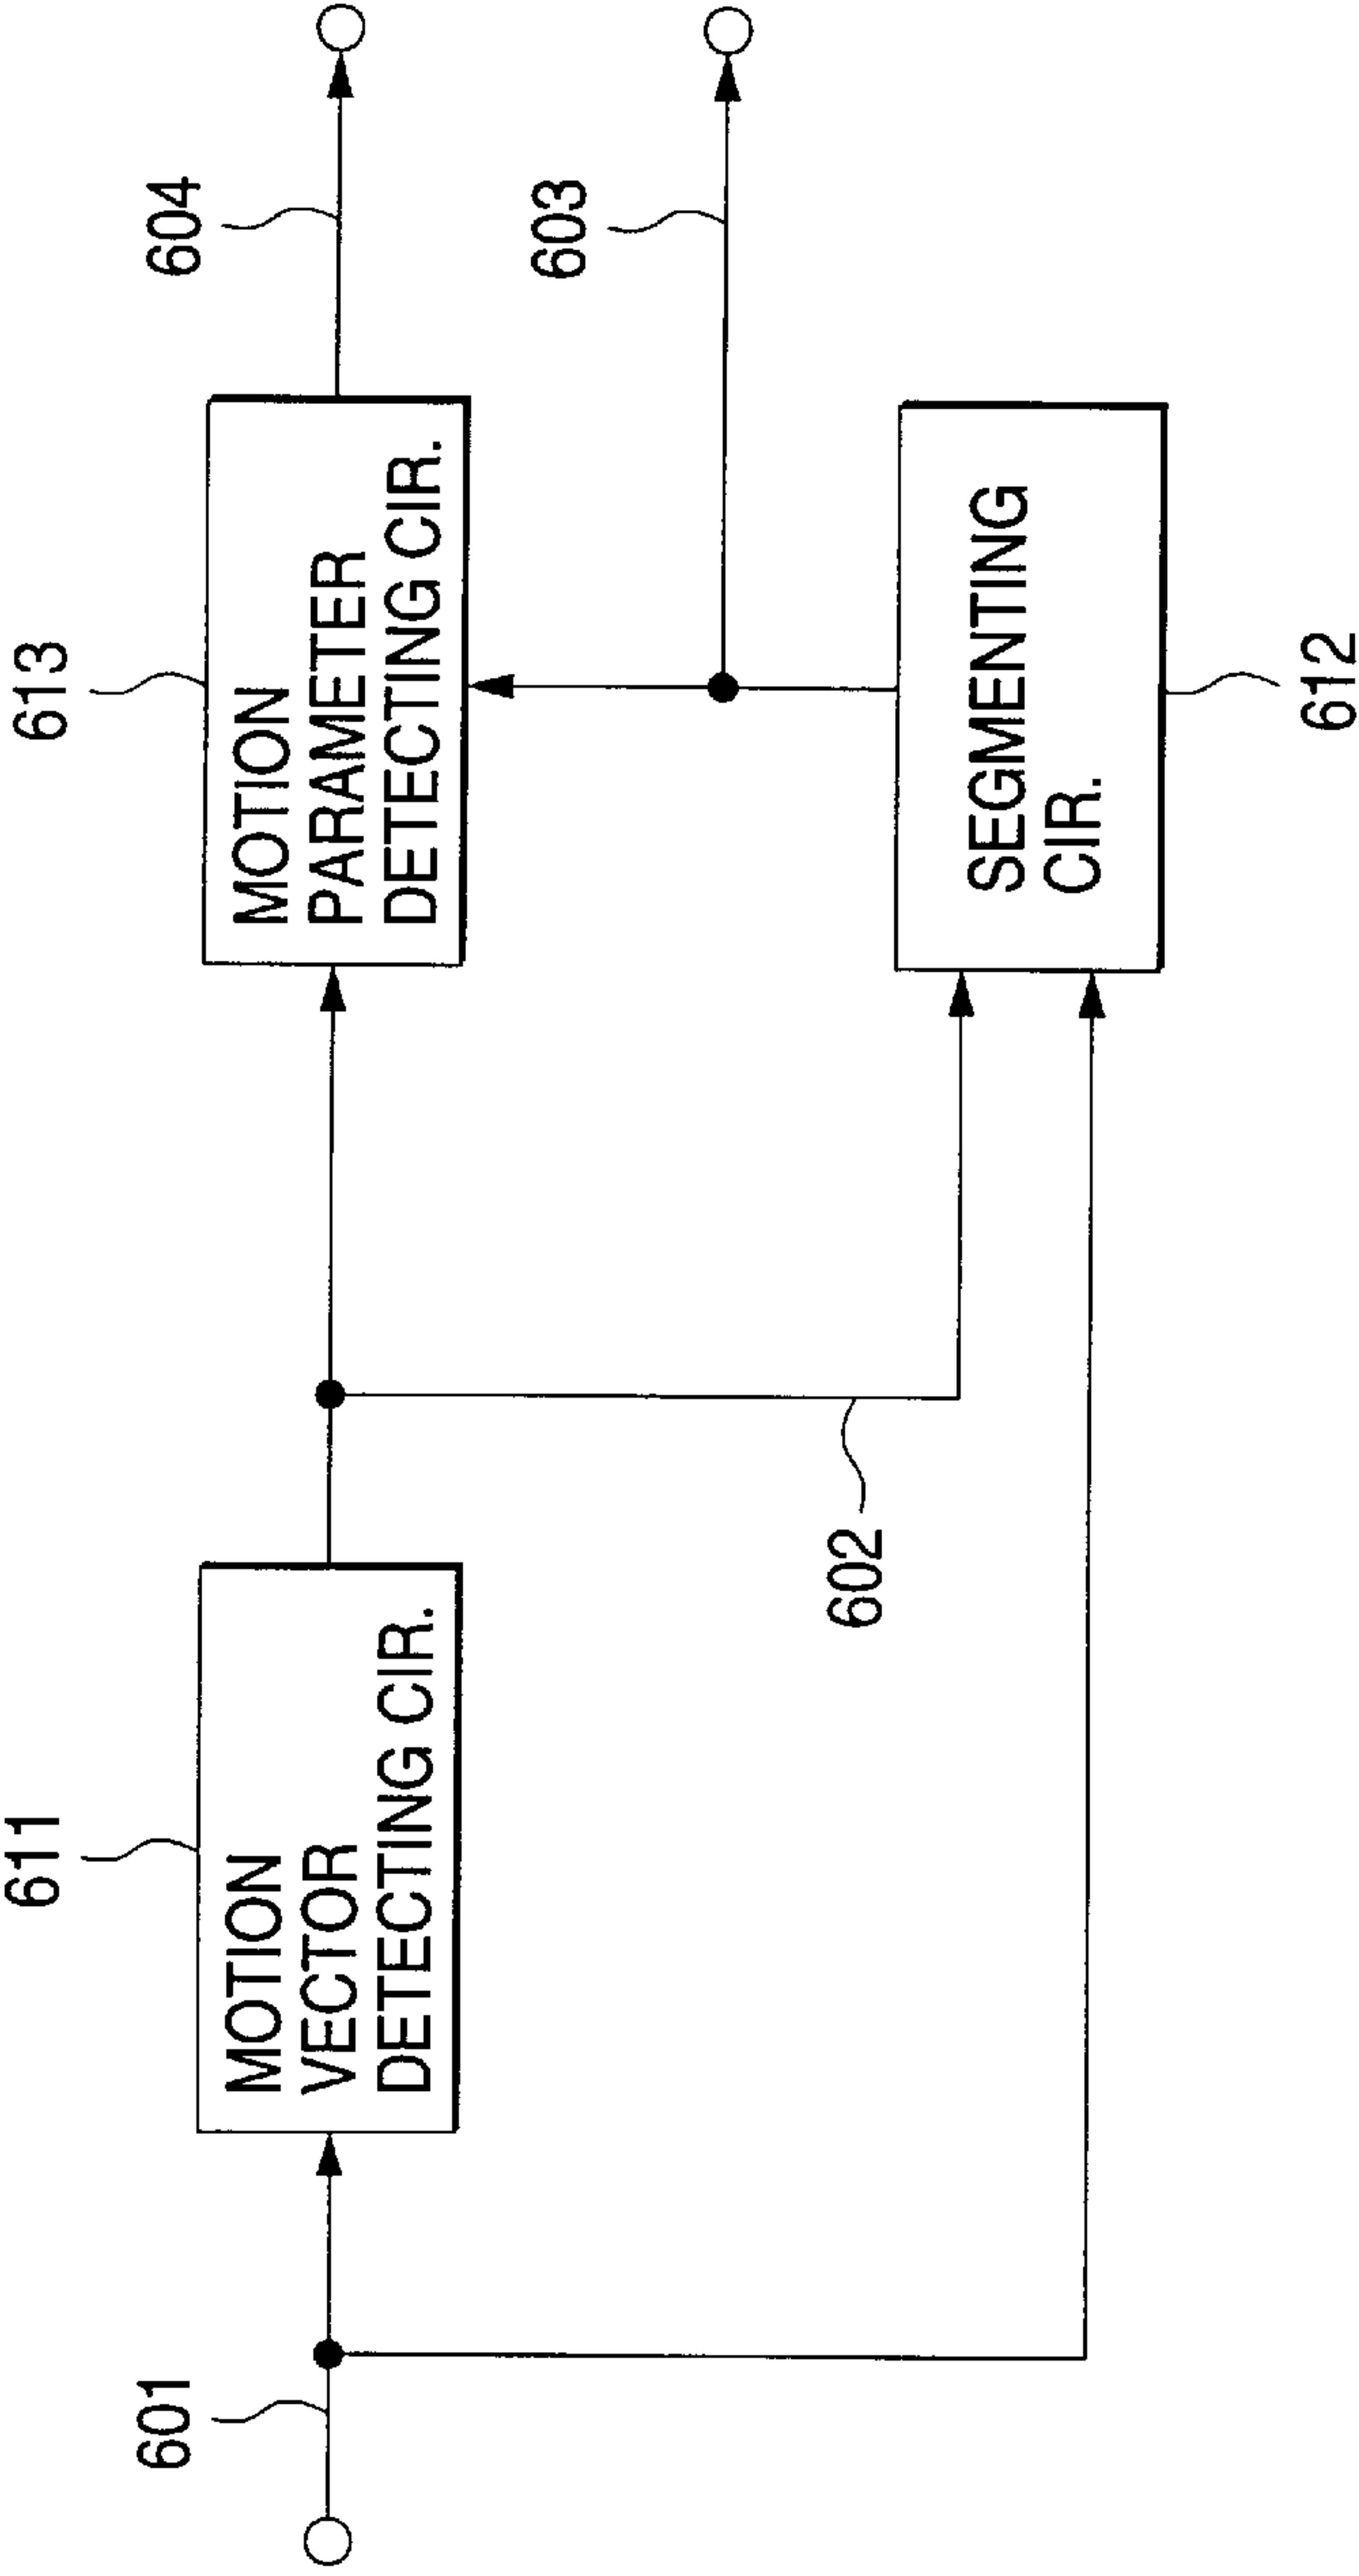 601
611
MOTION
VECTOR
DETECTING CIR.
602
613
MOTION
PARAMETER
DETECTING CIR.
604
603
SEGMENTING
CIR.
612